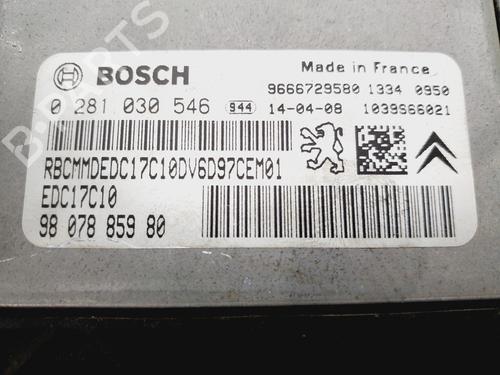 BOSCH
Made in France
9666729580 1334 0950
0 281 030 546 944 14-04-08 1039S66021
RBCMMDEDC17C10DV6D97CEM01
EDC17C10
98 078 859 80
B-PARTS